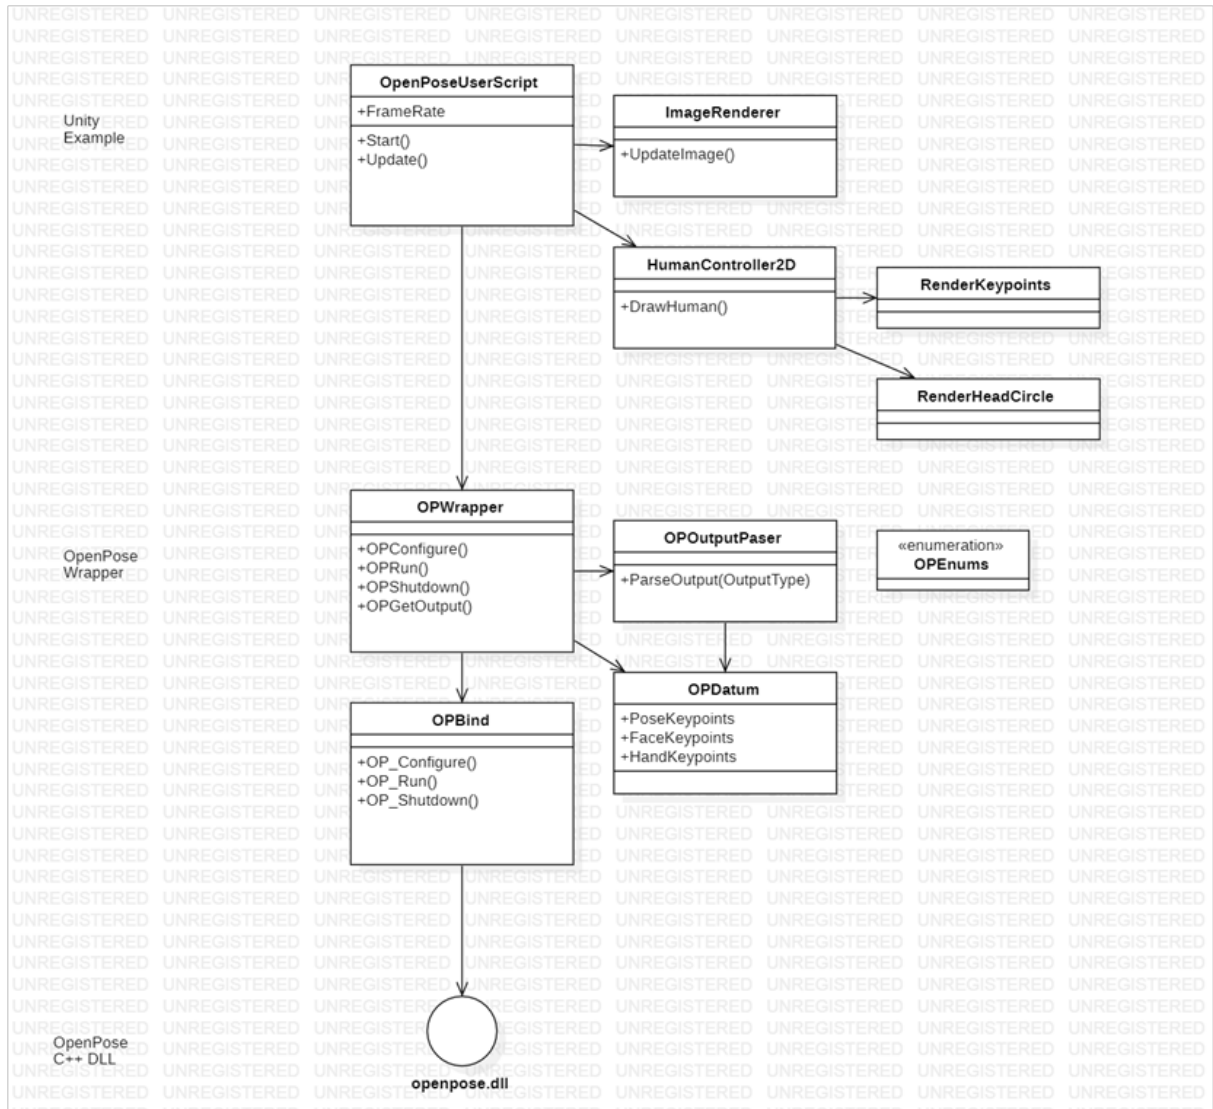 OpenPoseUserScript
+FrameRate
+Start()
+Update()
Unity
Example
ImageRenderer
+UpdateImage()
HumanController2D
+DrawHuman()
RenderKeypoints
RenderHeadCircle
OPWrapper
+OPConfigure()
+OPRun()
+OPShutdown()
+OPGetOutput()
OpenPose
Wrapper
OPOutputPaser
+ParseOutput(OutputType)
«enumeration»
OPEnums
OPDatum
+PoseKeypoints
+FaceKeypoints
+HandKeypoints
OPBind
+OP_Configure()
+OP_Run()
+OP_Shutdown()
OpenPose
C++ DLL
openpose.dll
UNREGISTERED